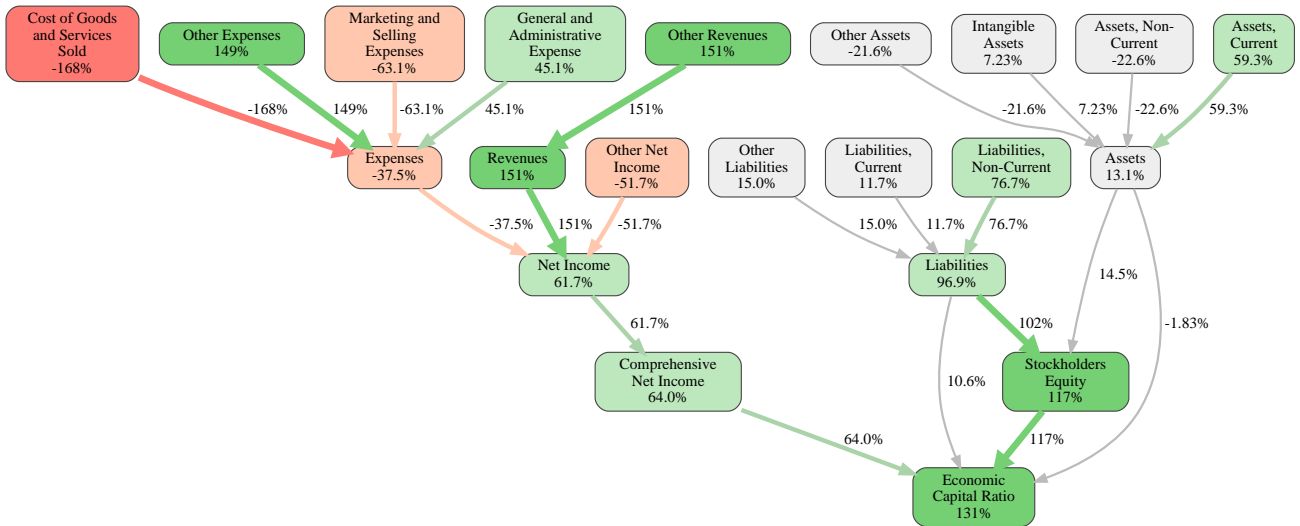 Cost of Goods
and Services
Sold
-168%
Other Expenses
149%
Marketing and
Selling
Expenses
-63.1%
General and
Administrative
Expense
45.1%
Other Revenues
151%
Other Assets
-21.6%
Intangible
Assets
7.23%
Assets, Non-
Current
-22.6%
Assets,
Current
59.3%
-168%
149%
-63.1%
45.1%
151%
-21.6%
7.23%
-22.6%
59.3%
Expenses
-37.5%
Revenues
151%
Other Net
Income
-51.7%
Other
Liabilities
15.0%
Liabilities,
Current
11.7%
Liabilities,
Non-Current
76.7%
Assets
13.1%
-37.5%
151%
-51.7%
15.0%
11.7%
76.7%
Net Income
61.7%
Liabilities
96.9%
14.5%
-1.83%
61.7%
102%
Comprehensive
Net Income
64.0%
10.6%
Stockholders
Equity
117%
64.0%
117%
Economic
Capital Ratio
131%